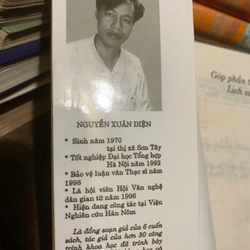 NGUYỄN XUÂN DIỆN
* Sinh năm 1970
tại thị xã Sơn Tây
* Tốt nghiệp Đại học Tổng hợp
Hà Nội năm 1992
* Bảo vệ luận văn Thạc sĩ năm
1998
* Là hội viên Hội Văn nghệ
dân gian từ năm 1996
* Hiện đang công tác tại Viện
Nghiên cứu Hán Nôm
Là đồng soạn giả của 6 cuốn
sách, tác giả của hơn 30 công
trình khoa học đã trình bày
Góp phần
Lịch